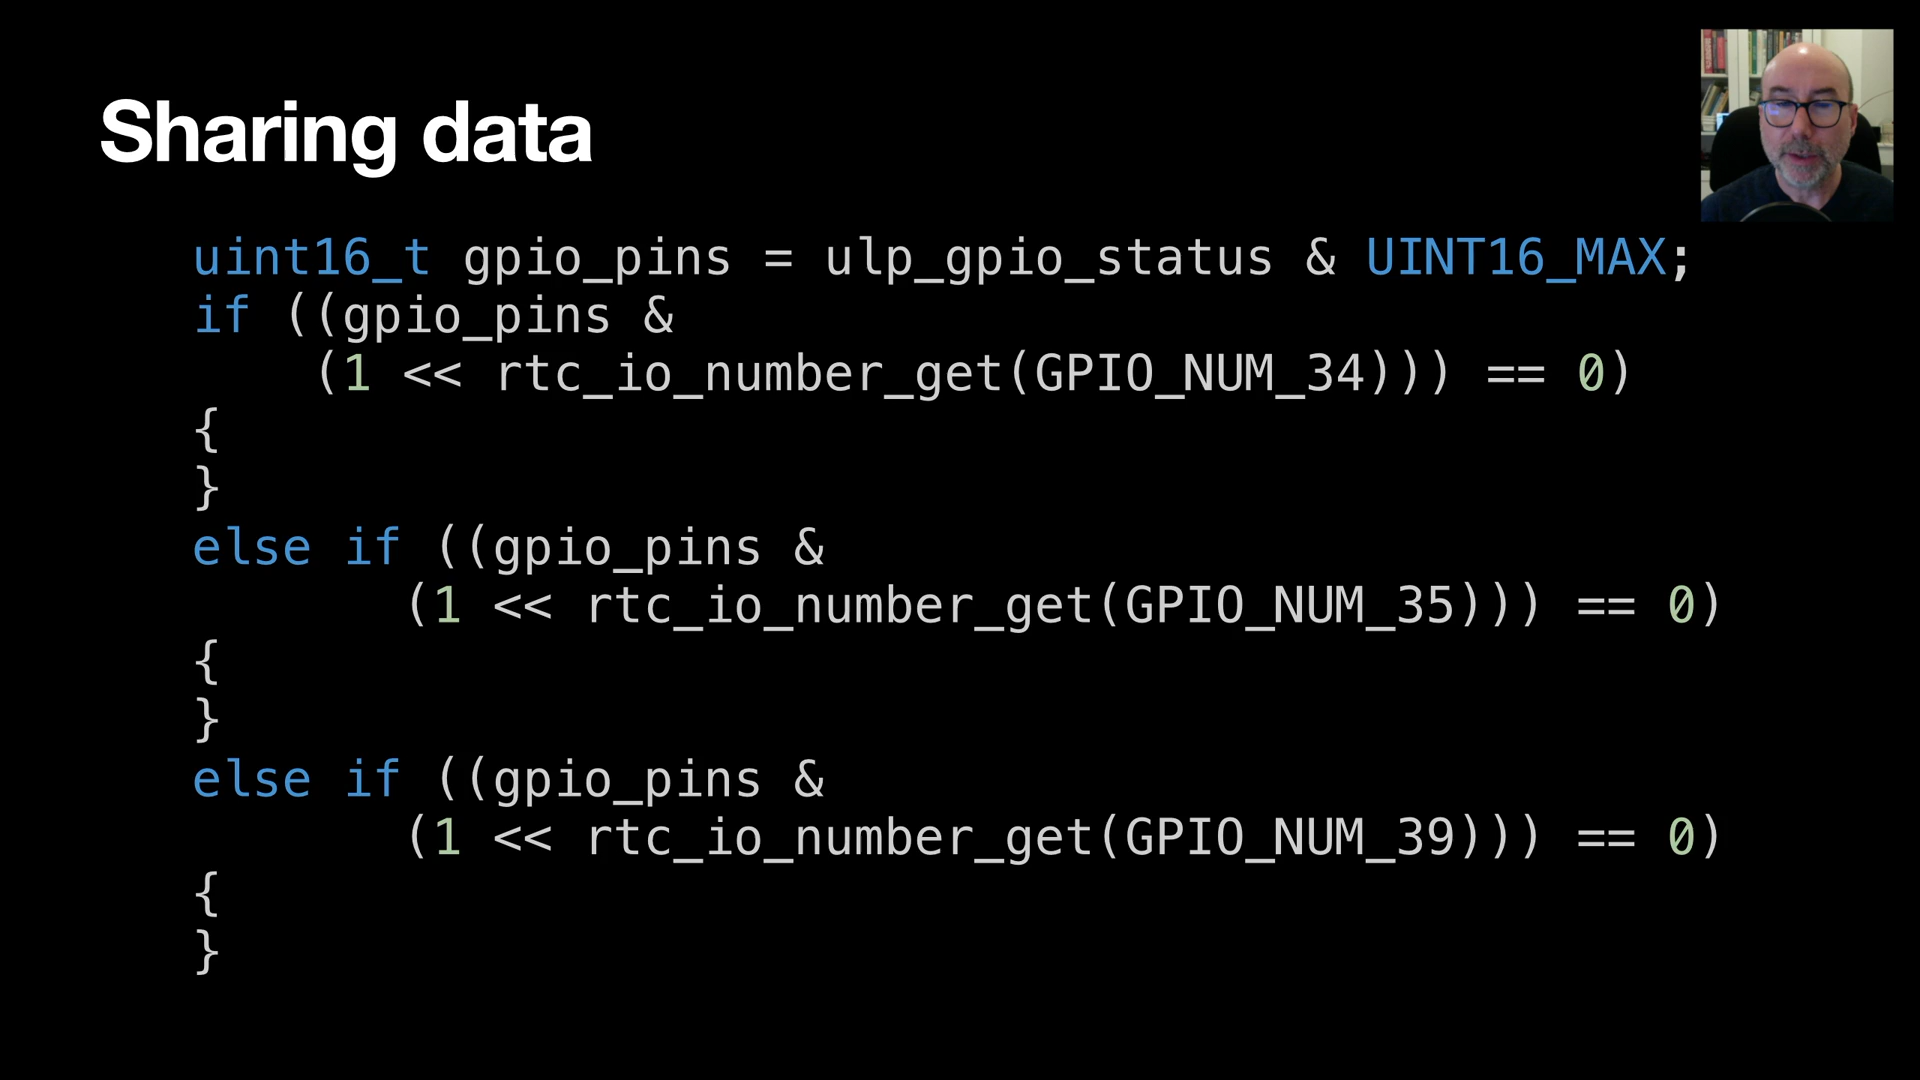 Sharing data
uint16_t gpio_pins = ulp_gpio_status & UINT16_MAX;
if ((gpio_pins &
(1 << rtc_io_number_get(GPIO_NUM_34))) == 0)
{
}
else if ((gpio_pins &
(1 << rtc_io_number_get(GPIO_NUM_35))) == 0)
{
}
else if ((gpio_pins &
(1 << rtc_io_number_get(GPIO_NUM_39))) == 0)
{
}